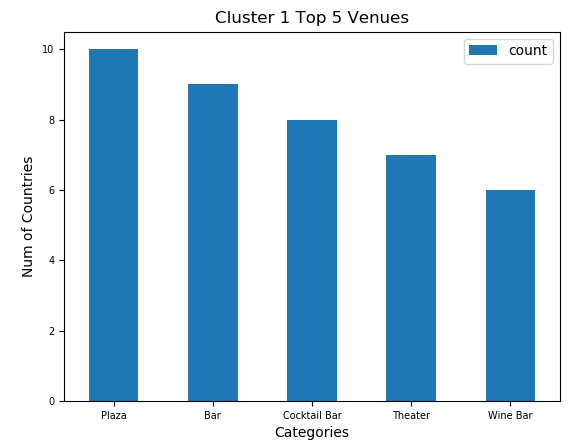 Cluster 1 Top 5 Venues
count
Num of Countries
10
8
6
4
2
0
Plaza Bar Cocktail Bar Theater Wine Bar
Categories